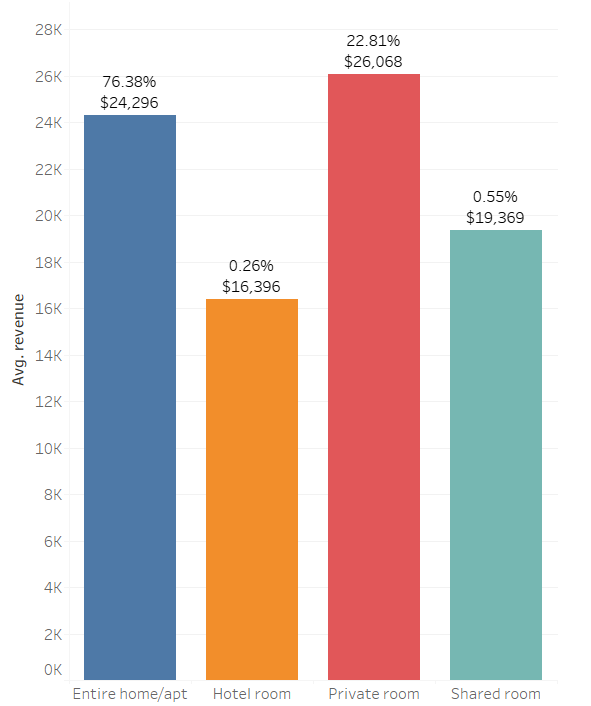 28K
26K
24K
22K
20K
18K
16K
14K
12K
10K
8K
6K
4K
2K
0K
Avg. revenue
76.38%
$24,296
0.26%
$16,396
22.81%
$26,068
0.55%
$19,369
Entire home/apt
Hotel room
Private room
Shared room